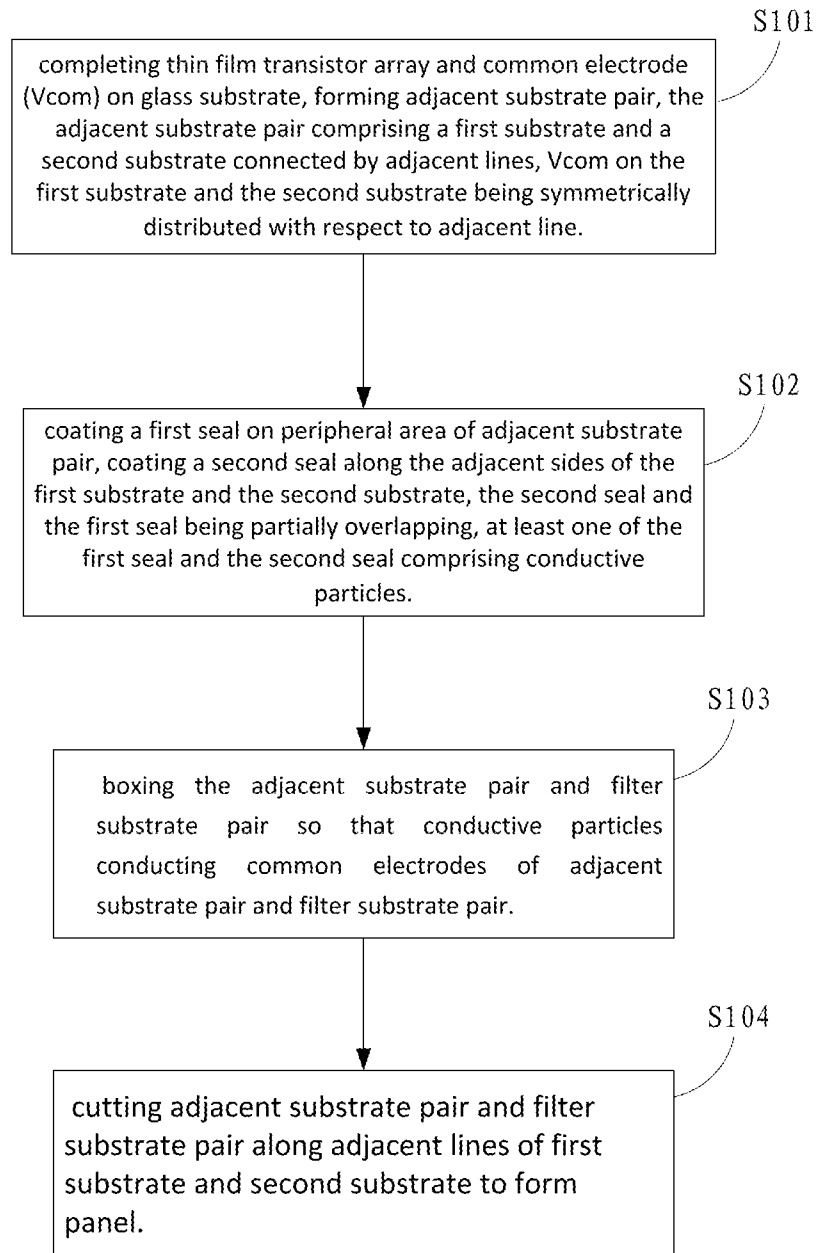 S101
completing thin film transistor array and common electrode
(Vcom) on glass substrate, forming adjacent substrate pair, the
adjacent substrate pair comprising a first substrate and a
second substrate connected by adjacent lines, Vcom on the
first substrate and the second substrate being symmetrically
distributed with respect to adjacent line.
S102
coating a first seal on peripheral area of adjacent substrate
pair, coating a second seal along the adjacent sides of the
first substrate and the second substrate, the second seal and
the first seal being partially overlapping, at least one of the
first seal and the second seal comprising conductive
particles.
S103
boxing the adjacent substrate pair and filter
substrate pair so that conductive particles
conducting common electrodes of adjacent
substrate pair and filter substrate pair.
S104
cutting adjacent substrate pair and filter
substrate pair along adjacent lines of first
substrate and second substrate to form
panel.